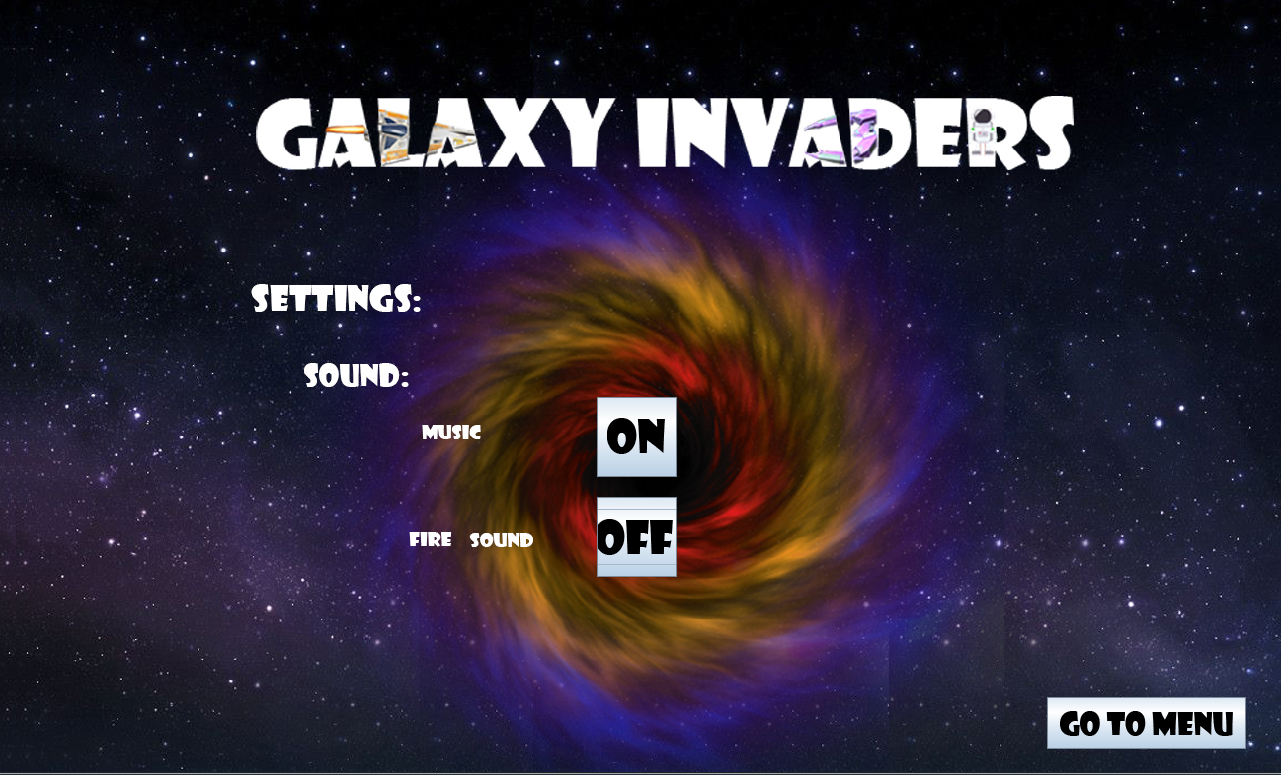 GALAXY INVADERS
SETTINGS:
SOUND:
MUSIC
ON
FIRE SOUND
OFF
GO TO MENU